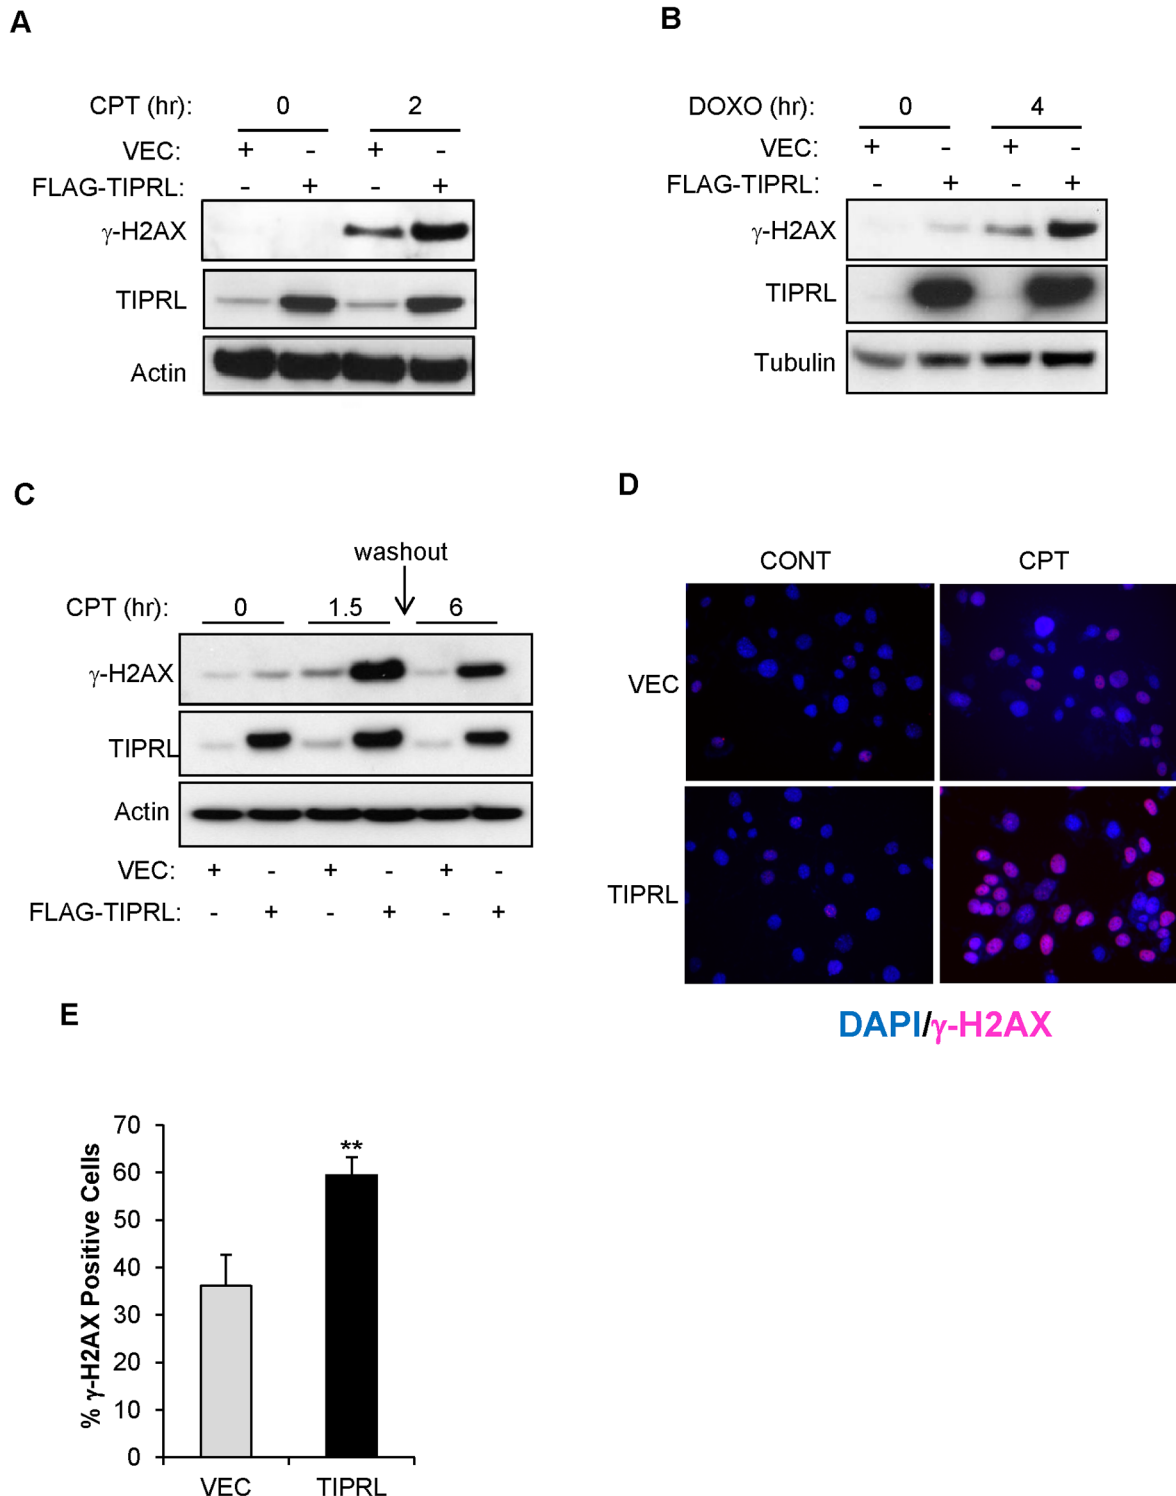 A
CPT (hr): 0 2
VEC: + - + -
FLAG-TIPRL: - + - +
γ-H2AX
TIPRL
Actin
B
DOXO (hr): 0 4
VEC: + - + -
FLAG-TIPRL: - + - +
γ-H2AX
TIPRL
Tubulin
C
washout
CPT (hr): 0 1.5 6
γ-H2AX
TIPRL
Actin
VEC: + - + - + -
FLAG-TIPRL: - + - + - +
D
CONT CPT
VEC
TIPRL
DAPI/γ-H2AX
E
% γ-H2AX Positive Cells
70
60
50
40
30
20
10
0
**
VEC TIPRL